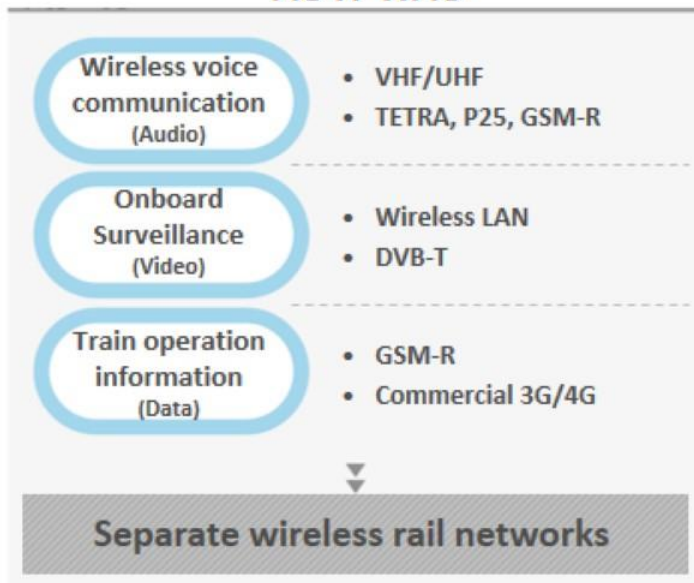 Wireless voice
communication
(Audio)
• VHF/UHF
• TETRA, P25, GSM-R
Onboard
Surveillance
(Video)
• Wireless LAN
• DVB-T
Train operation
information
(Data)
• GSM-R
• Commercial 3G/4G
Separate wireless rail networks